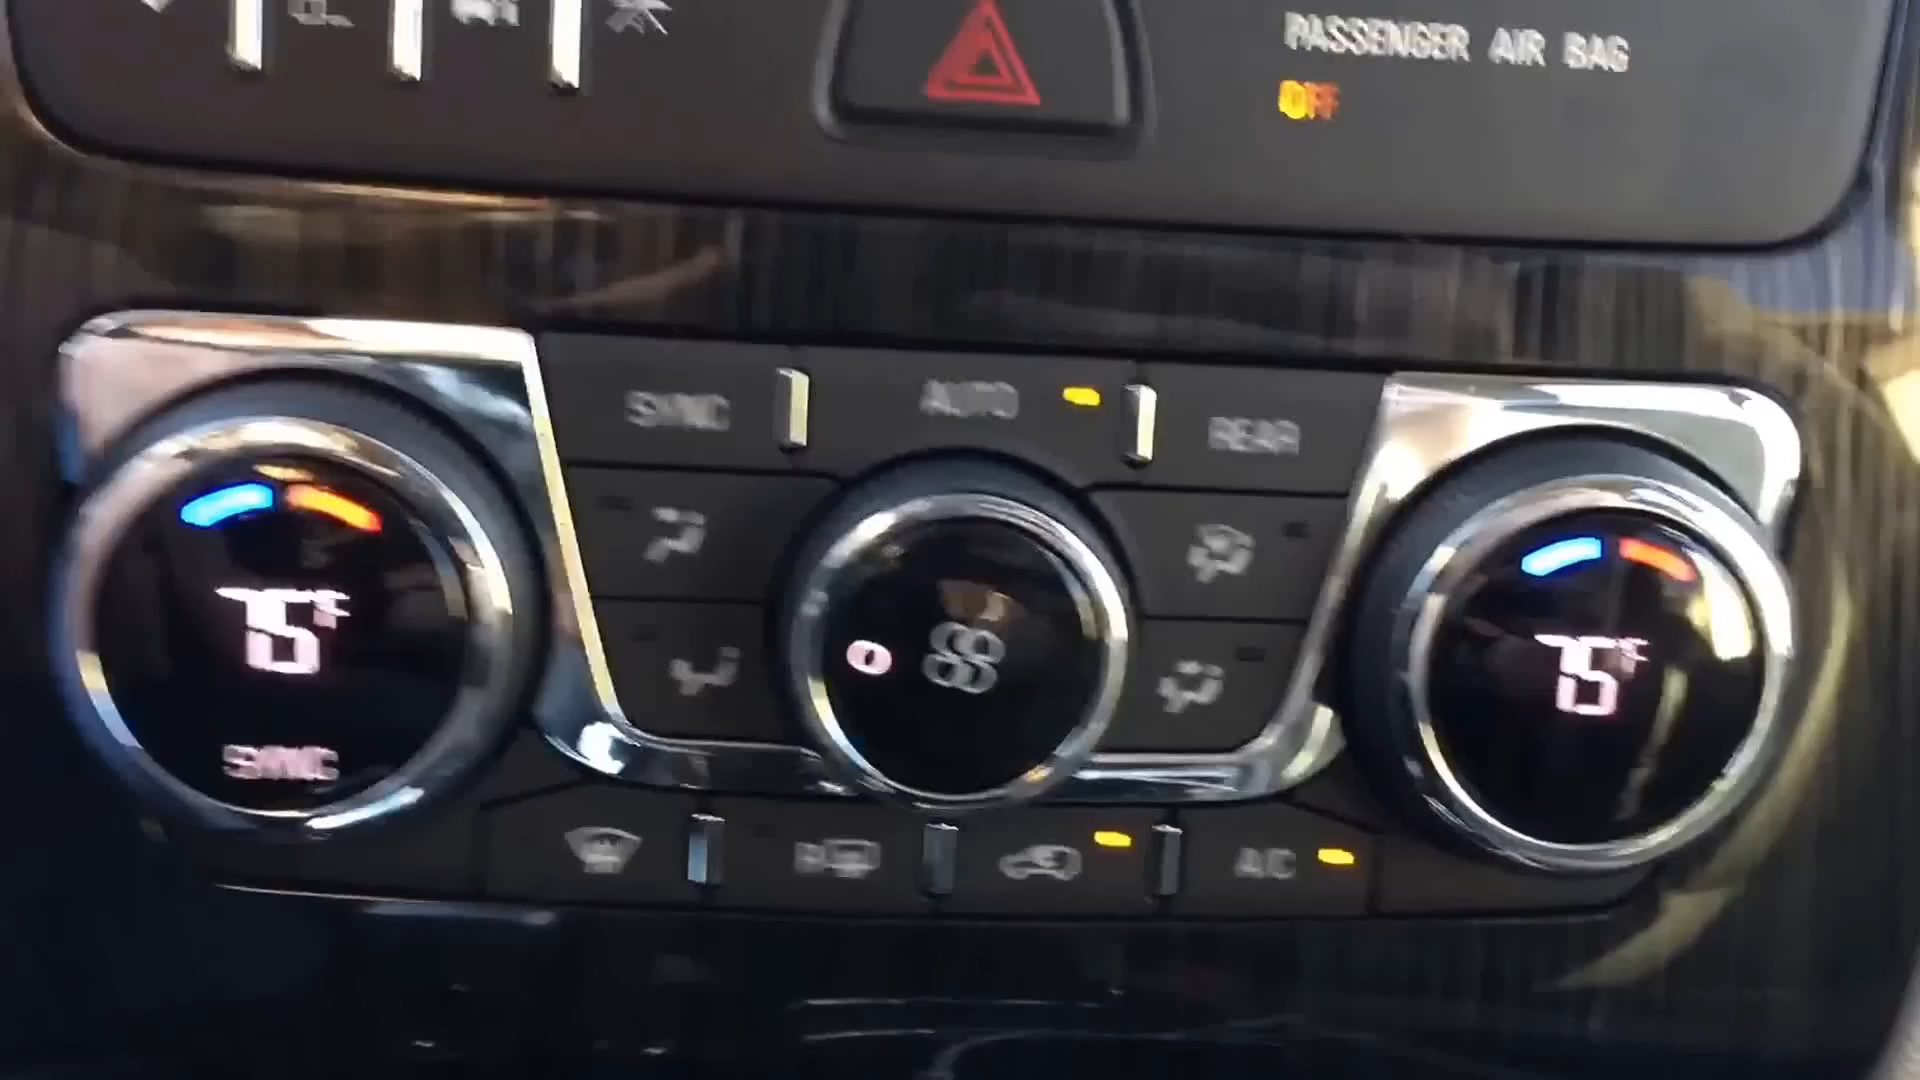 PASSENGER AIR BAG
OFF
SYNC
AUTO
REAR
75°F
75°F
SYNC
R
A/C